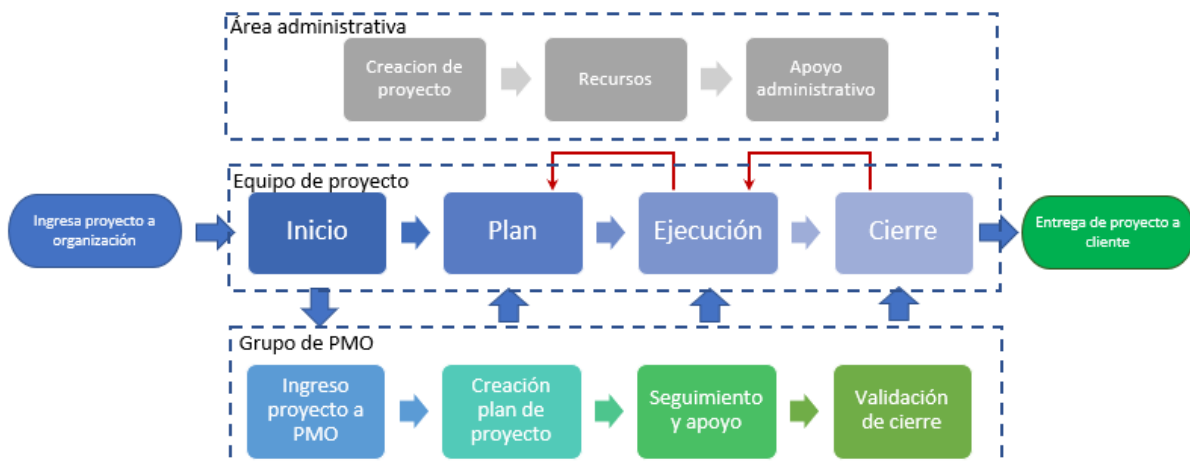 Área administrativa
Creacion de
proyecto
Recursos
Apoyo
administrativo
Equipo de proyecto
Ingresa proyecto a
organización
Inicio
Plan
Ejecución
Cierre
Entrega de proyecto a
cliente
Grupo de PMO
Ingreso
proyecto a
PMO
Creación
plan de
proyecto
Seguimiento
y apoyo
Validación
de cierre